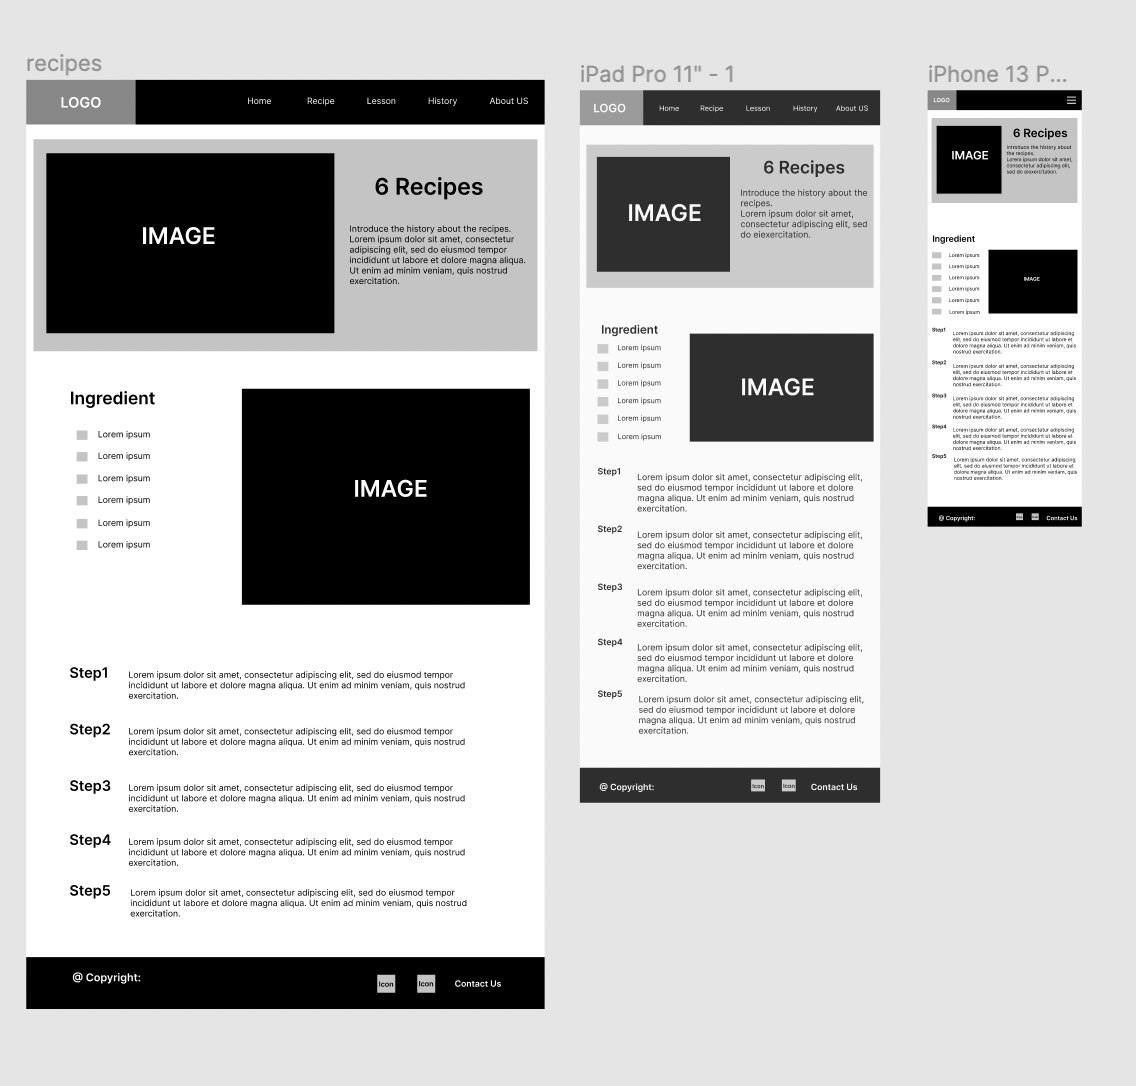 recipes
LOGO
Home Recipe Lesson History About US
IMAGE
6 Recipes
Introduce the history about the recipes.
Lorem ipsum dolor sit amet, consectetur
adipiscing elit, sed do eiusmod tempor
incididunt ut labore et dolore magna aliqua.
Ut enim ad minim veniam, quis nostrud
exercitation.
Ingredient
Lorem ipsum
Lorem ipsum
Lorem ipsum
Lorem ipsum
Lorem ipsum
Lorem ipsum
IMAGE
Step1
Lorem ipsum dolor sit amet, consectetur adipiscing elit, sed do eiusmod tempor
incididunt ut labore et dolore magna aliqua. Ut enim ad minim veniam, quis nostrud
exercitation.
Step2
Lorem ipsum dolor sit amet, consectetur adipiscing elit, sed do eiusmod tempor
incididunt ut labore et dolore magna aliqua. Ut enim ad minim veniam, quis nostrud
exercitation.
Step3
Lorem ipsum dolor sit amet, consectetur adipiscing elit, sed do eiusmod tempor
incididunt ut labore et dolore magna aliqua. Ut enim ad minim veniam, quis nostrud
exercitation.
Step4
Lorem ipsum dolor sit amet, consectetur adipiscing elit, sed do eiusmod tempor
incididunt ut labore et dolore magna aliqua. Ut enim ad minim veniam, quis nostrud
exercitation.
Step5
Lorem ipsum dolor sit amet, consectetur adipiscing elit, sed do eiusmod tempor
incididunt ut labore et dolore magna aliqua. Ut enim ad minim veniam, quis nostrud
exercitation.
@ Copyright:
Icon Icon Contact Us
iPad Pro 11" - 1
LOGO
Home Recipe Lesson History About US
IMAGE
6 Recipes
Introduce the history about the
recipes.
Lorem ipsum dolor sit amet,
consectetur adipiscing elit, sed
do eiexercitation.
Ingredient
Lorem ipsum
Lorem ipsum
Lorem ipsum
Lorem ipsum
Lorem ipsum
Lorem ipsum
IMAGE
Step1
Lorem ipsum dolor sit amet, consectetur adipiscing elit,
sed do eiusmod tempor incididunt ut labore et dolore
magna aliqua. Ut enim ad minim veniam, quis nostrud
exercitation.
Step2
Lorem ipsum dolor sit amet, consectetur adipiscing elit,
sed do eiusmod tempor incididunt ut labore et dolore
magna aliqua. Ut enim ad minim veniam, quis nostrud
exercitation.
Step3
Lorem ipsum dolor sit amet, consectetur adipiscing elit,
sed do eiusmod tempor incididunt ut labore et dolore
magna aliqua. Ut enim ad minim veniam, quis nostrud
exercitation.
Step4
Lorem ipsum dolor sit amet, consectetur adipiscing elit,
sed do eiusmod tempor incididunt ut labore et dolore
magna aliqua. Ut enim ad minim veniam, quis nostrud
exercitation.
Step5
Lorem ipsum dolor sit amet, consectetur adipiscing elit,
sed do eiusmod tempor incididunt ut labore et dolore
magna aliqua. Ut enim ad minim veniam, quis nostrud
exercitation.
@ Copyright:
Icon Icon Contact Us
iPhone 13 P...
LOGO
IMAGE
6 Recipes
Introduce the history about
the recipes.
Lorem ipsum dolor sit amet,
consectetur adipiscing elit,
sed do eiexercitation.
Ingredient
Lorem ipsum
Lorem ipsum
Lorem ipsum
Lorem ipsum
Lorem ipsum
Lorem ipsum
IMAGE
Step1
Lorem ipsum dolor sit amet, consectetur adipiscing
elit, sed do eiusmod tempor incididunt ut labore et
dolore magna aliqua. Ut enim ad minim veniam, quis
nostrud exercitation.
Step2
Lorem ipsum dolor sit amet, consectetur adipiscing
elit, sed do eiusmod tempor incididunt ut labore et
dolore magna aliqua. Ut enim ad minim veniam, quis
nostrud exercitation.
Step3
Lorem ipsum dolor sit amet, consectetur adipiscing
elit, sed do eiusmod tempor incididunt ut labore et
dolore magna aliqua. Ut enim ad minim veniam, quis
nostrud exercitation.
Step4
Lorem ipsum dolor sit amet, consectetur adipiscing
elit, sed do eiusmod tempor incididunt ut labore et
dolore magna aliqua. Ut enim ad minim veniam, quis
nostrud exercitation.
Step5
Lorem ipsum dolor sit amet, consectetur adipiscing
elit, sed do eiusmod tempor incididunt ut labore et
dolore magna aliqua. Ut enim ad minim veniam, quis
nostrud exercitation.
@ Copyright:
Icon Icon Contact Us